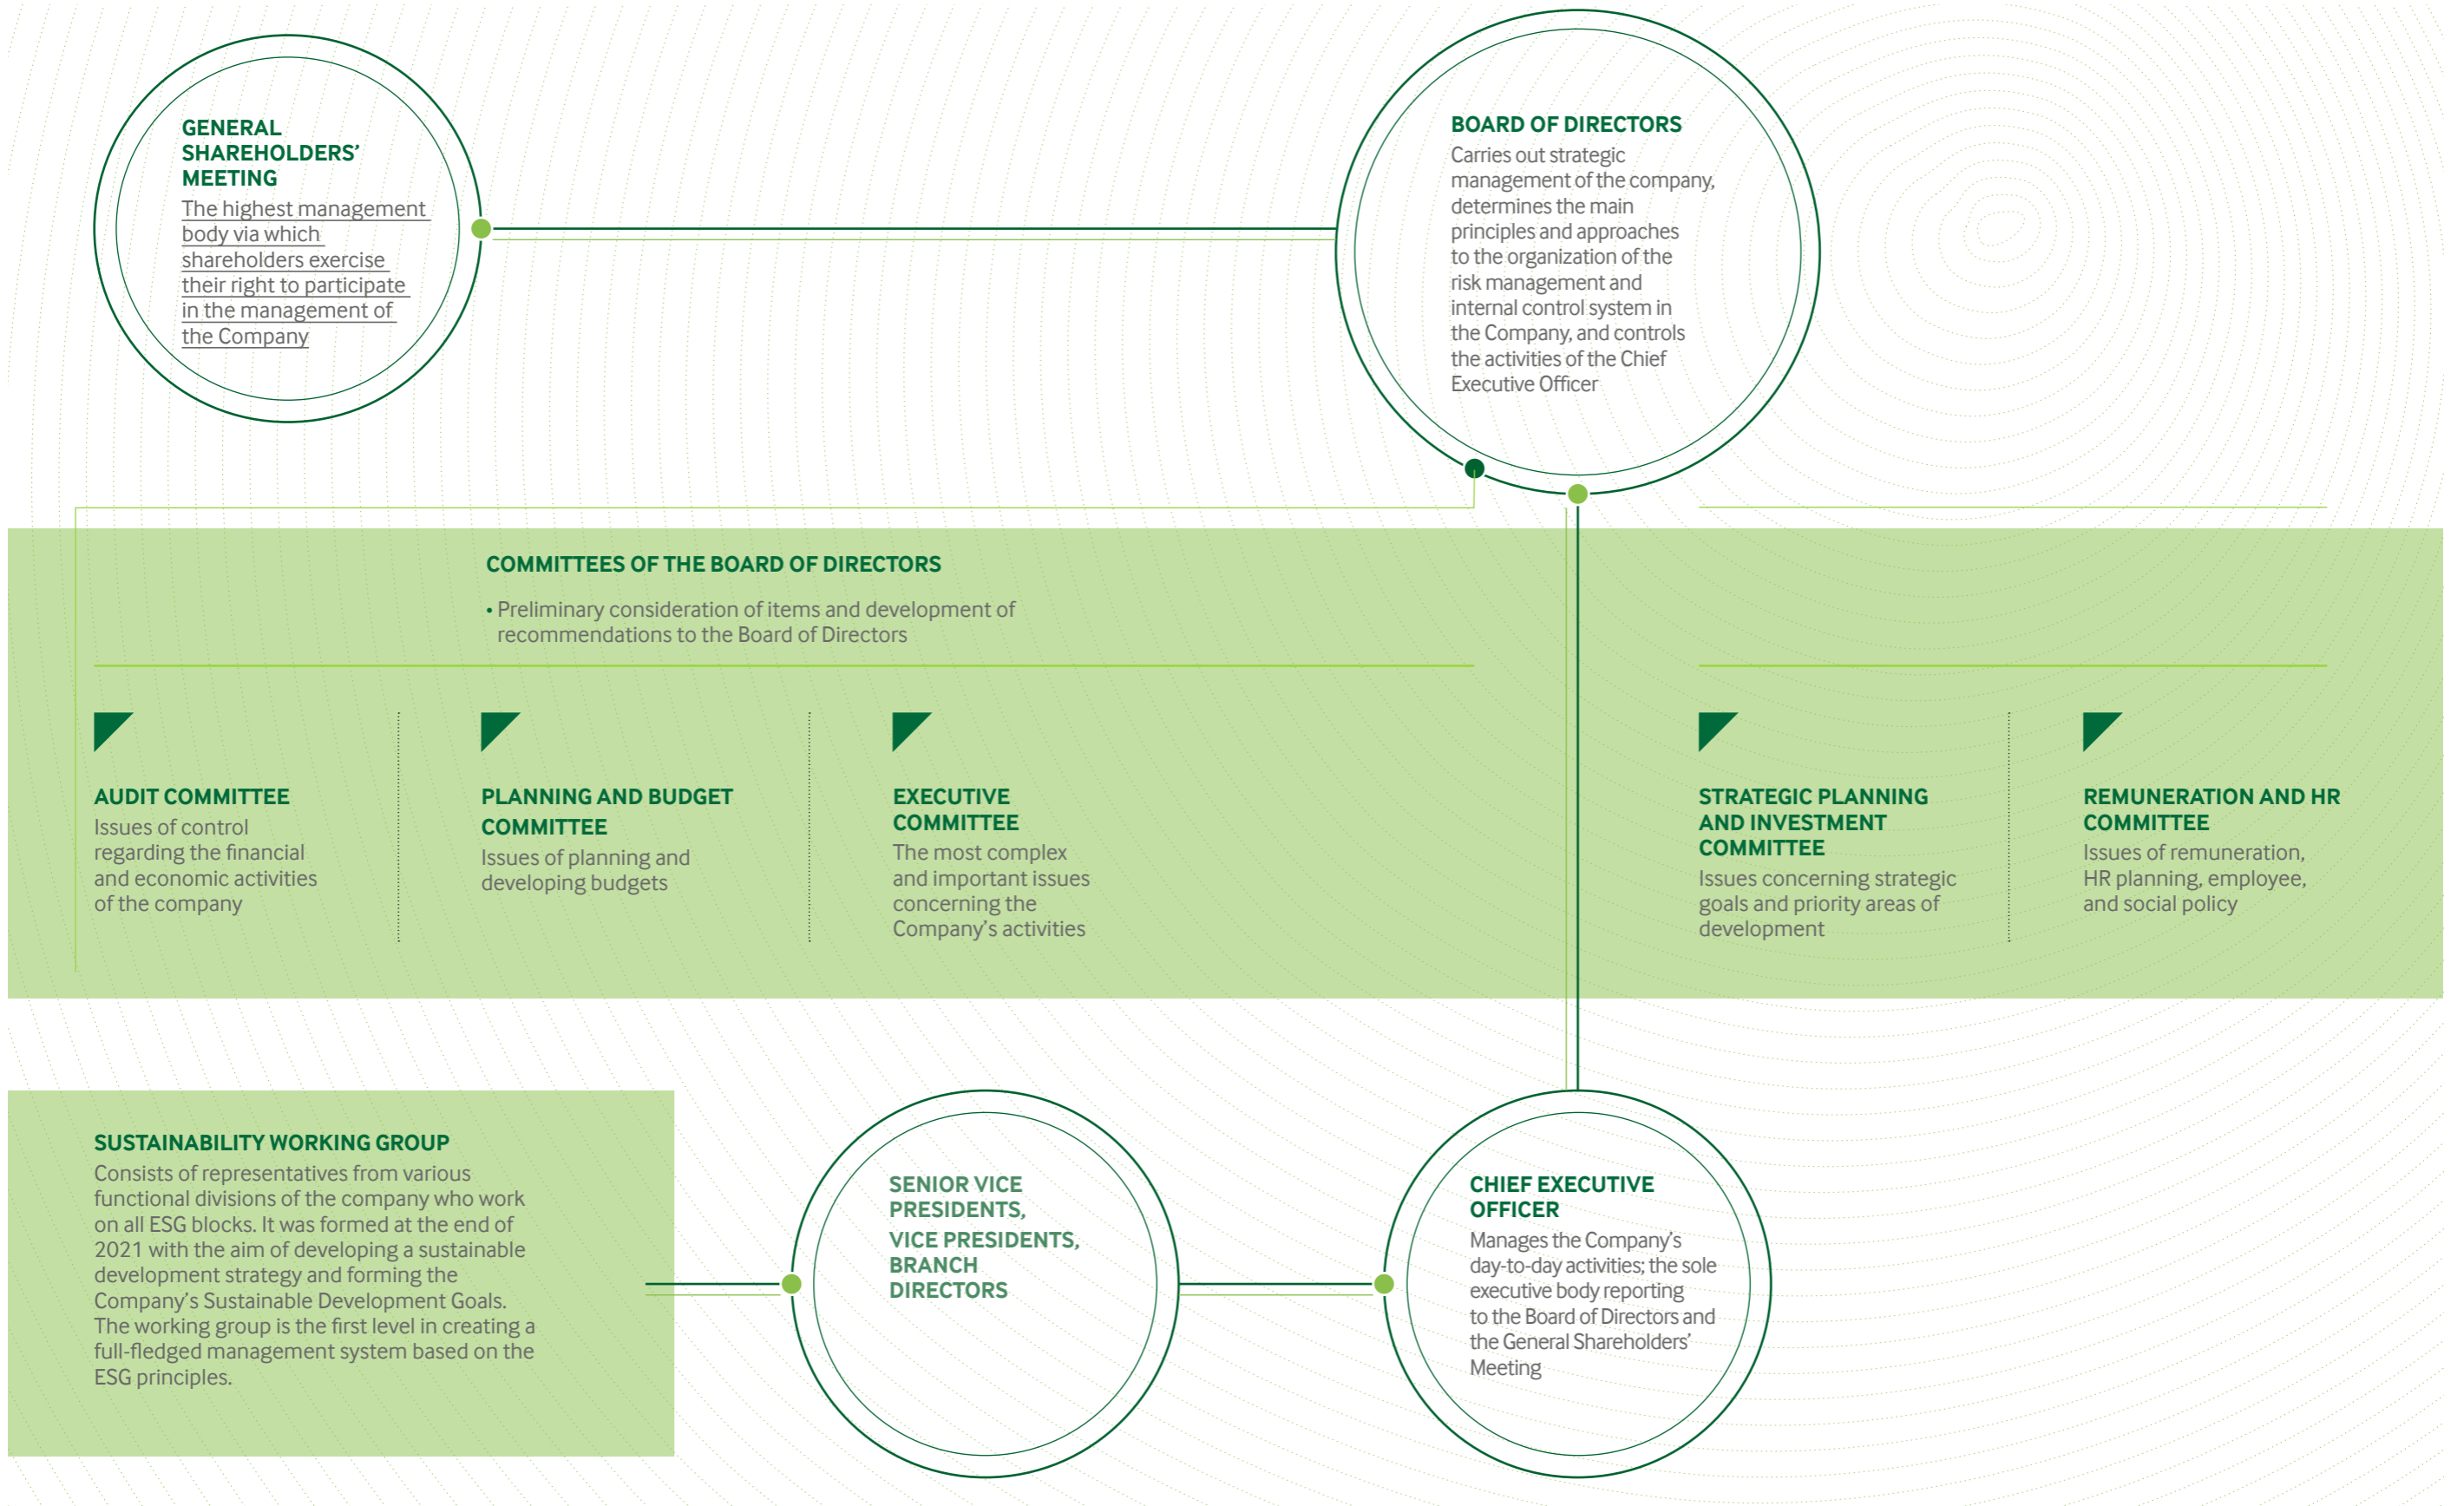 GENERAL
SHAREHOLDERS’
MEETING
The highest management
body via which
shareholders exercise
their right to participate
in the management of
the Company
BOARD OF DIRECTORS
Carries out strategic
management of the company,
determines the main
principles and approaches
to the organization of the
risk management and
internal control system in
the Company, and controls
the activities of the Chief
Executive Officer
COMMITTEES OF THE BOARD OF DIRECTORS
• Preliminary consideration of items and development of
recommendations to the Board of Directors
AUDIT COMMITTEE
Issues of control
regarding the financial
and economic activities
of the company
PLANNING AND BUDGET
COMMITTEE
Issues of planning and
developing budgets
EXECUTIVE
COMMITTEE
The most complex
and important issues
concerning the
Company’s activities
STRATEGIC PLANNING
AND INVESTMENT
COMMITTEE
Issues concerning strategic
goals and priority areas of
development
REMUNERATION AND HR
COMMITTEE
Issues of remuneration,
HR planning, employee,
and social policy
SUSTAINABILITY WORKING GROUP
Consists of representatives from various
functional divisions of the company who work
on all ESG blocks. It was formed at the end of
2021 with the aim of developing a sustainable
development strategy and forming the
Company’s Sustainable Development Goals.
The working group is the first level in creating a
full-fledged management system based on the
ESG principles.
SENIOR VICE
PRESIDENTS,
VICE PRESIDENTS,
BRANCH
DIRECTORS
CHIEF EXECUTIVE
OFFICER
Manages the Company’s
day-to-day activities; the sole
executive body reporting
to the Board of Directors and
the General Shareholders’
Meeting